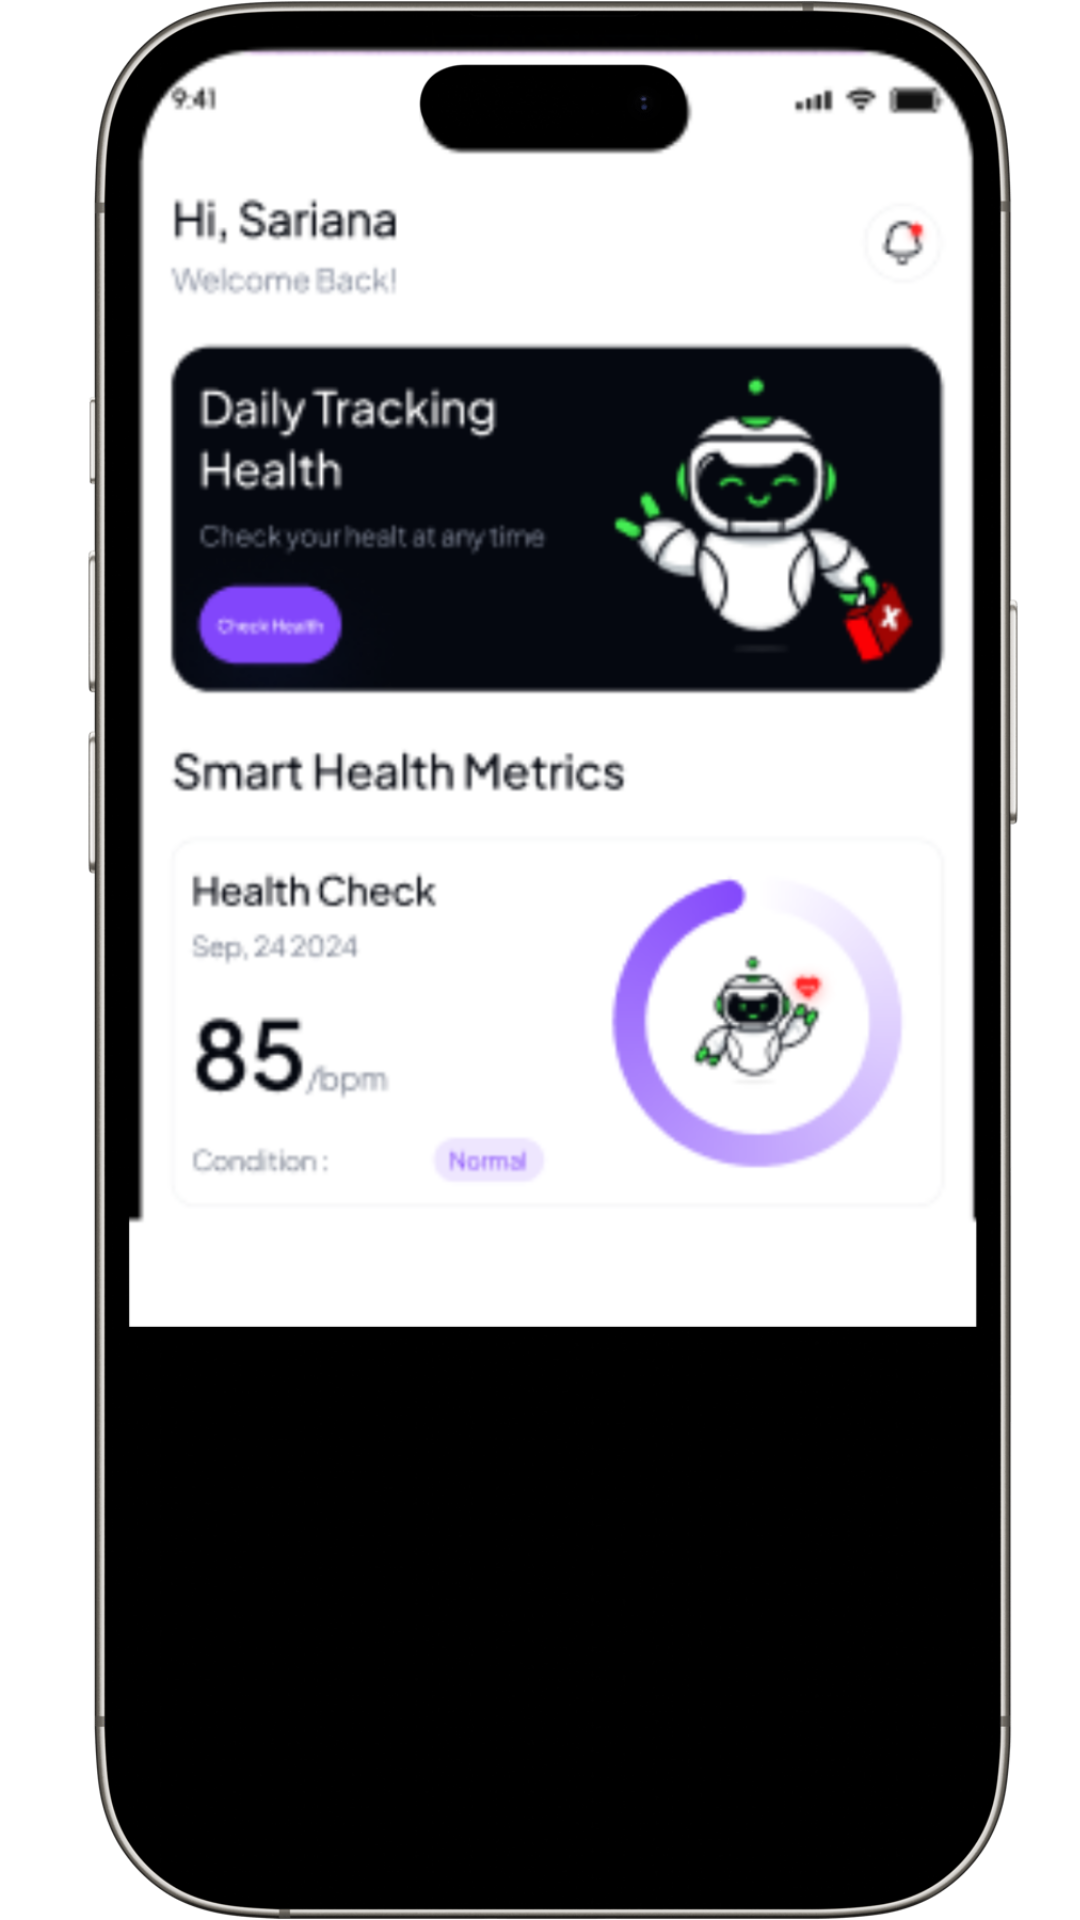 9:41
Hi, Sariana
Welcome Back!
Daily Tracking
Health
Check your healt at any time
Check Health
Smart Health Metrics
Health Check
Sep, 24 2024
85/bpm
Condition :
Normal